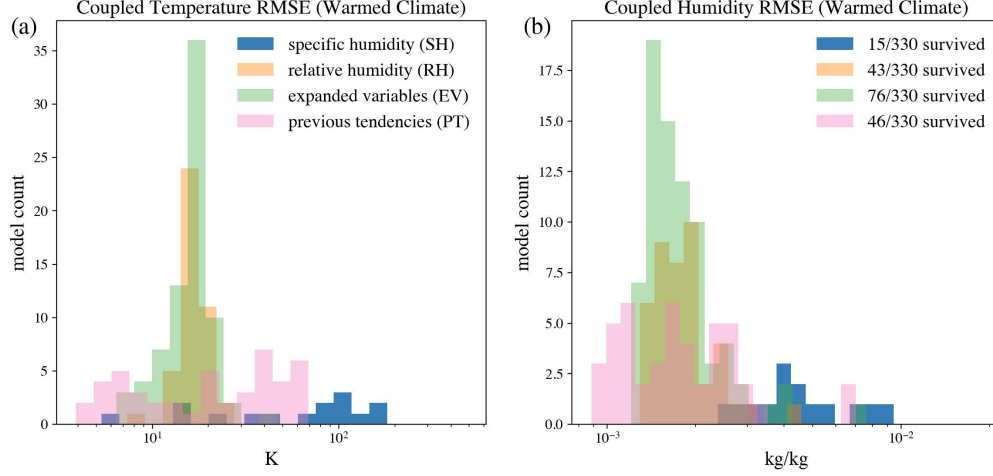 Coupled Temperature RMSE (Warmed Climate)
(a)
specific humidity (SH)
relative humidity (RH)
expanded variables (EV)
previous tendencies (PT)
35
30
25
20
15
10
5
0
model count
10¹
10²
K
Coupled Humidity RMSE (Warmed Climate)
(b)
15/330 survived
43/330 survived
76/330 survived
46/330 survived
17.5
15.0
12.5
10.0
7.5
5.0
2.5
0.0
model count
10⁻³
10⁻²
kg/kg